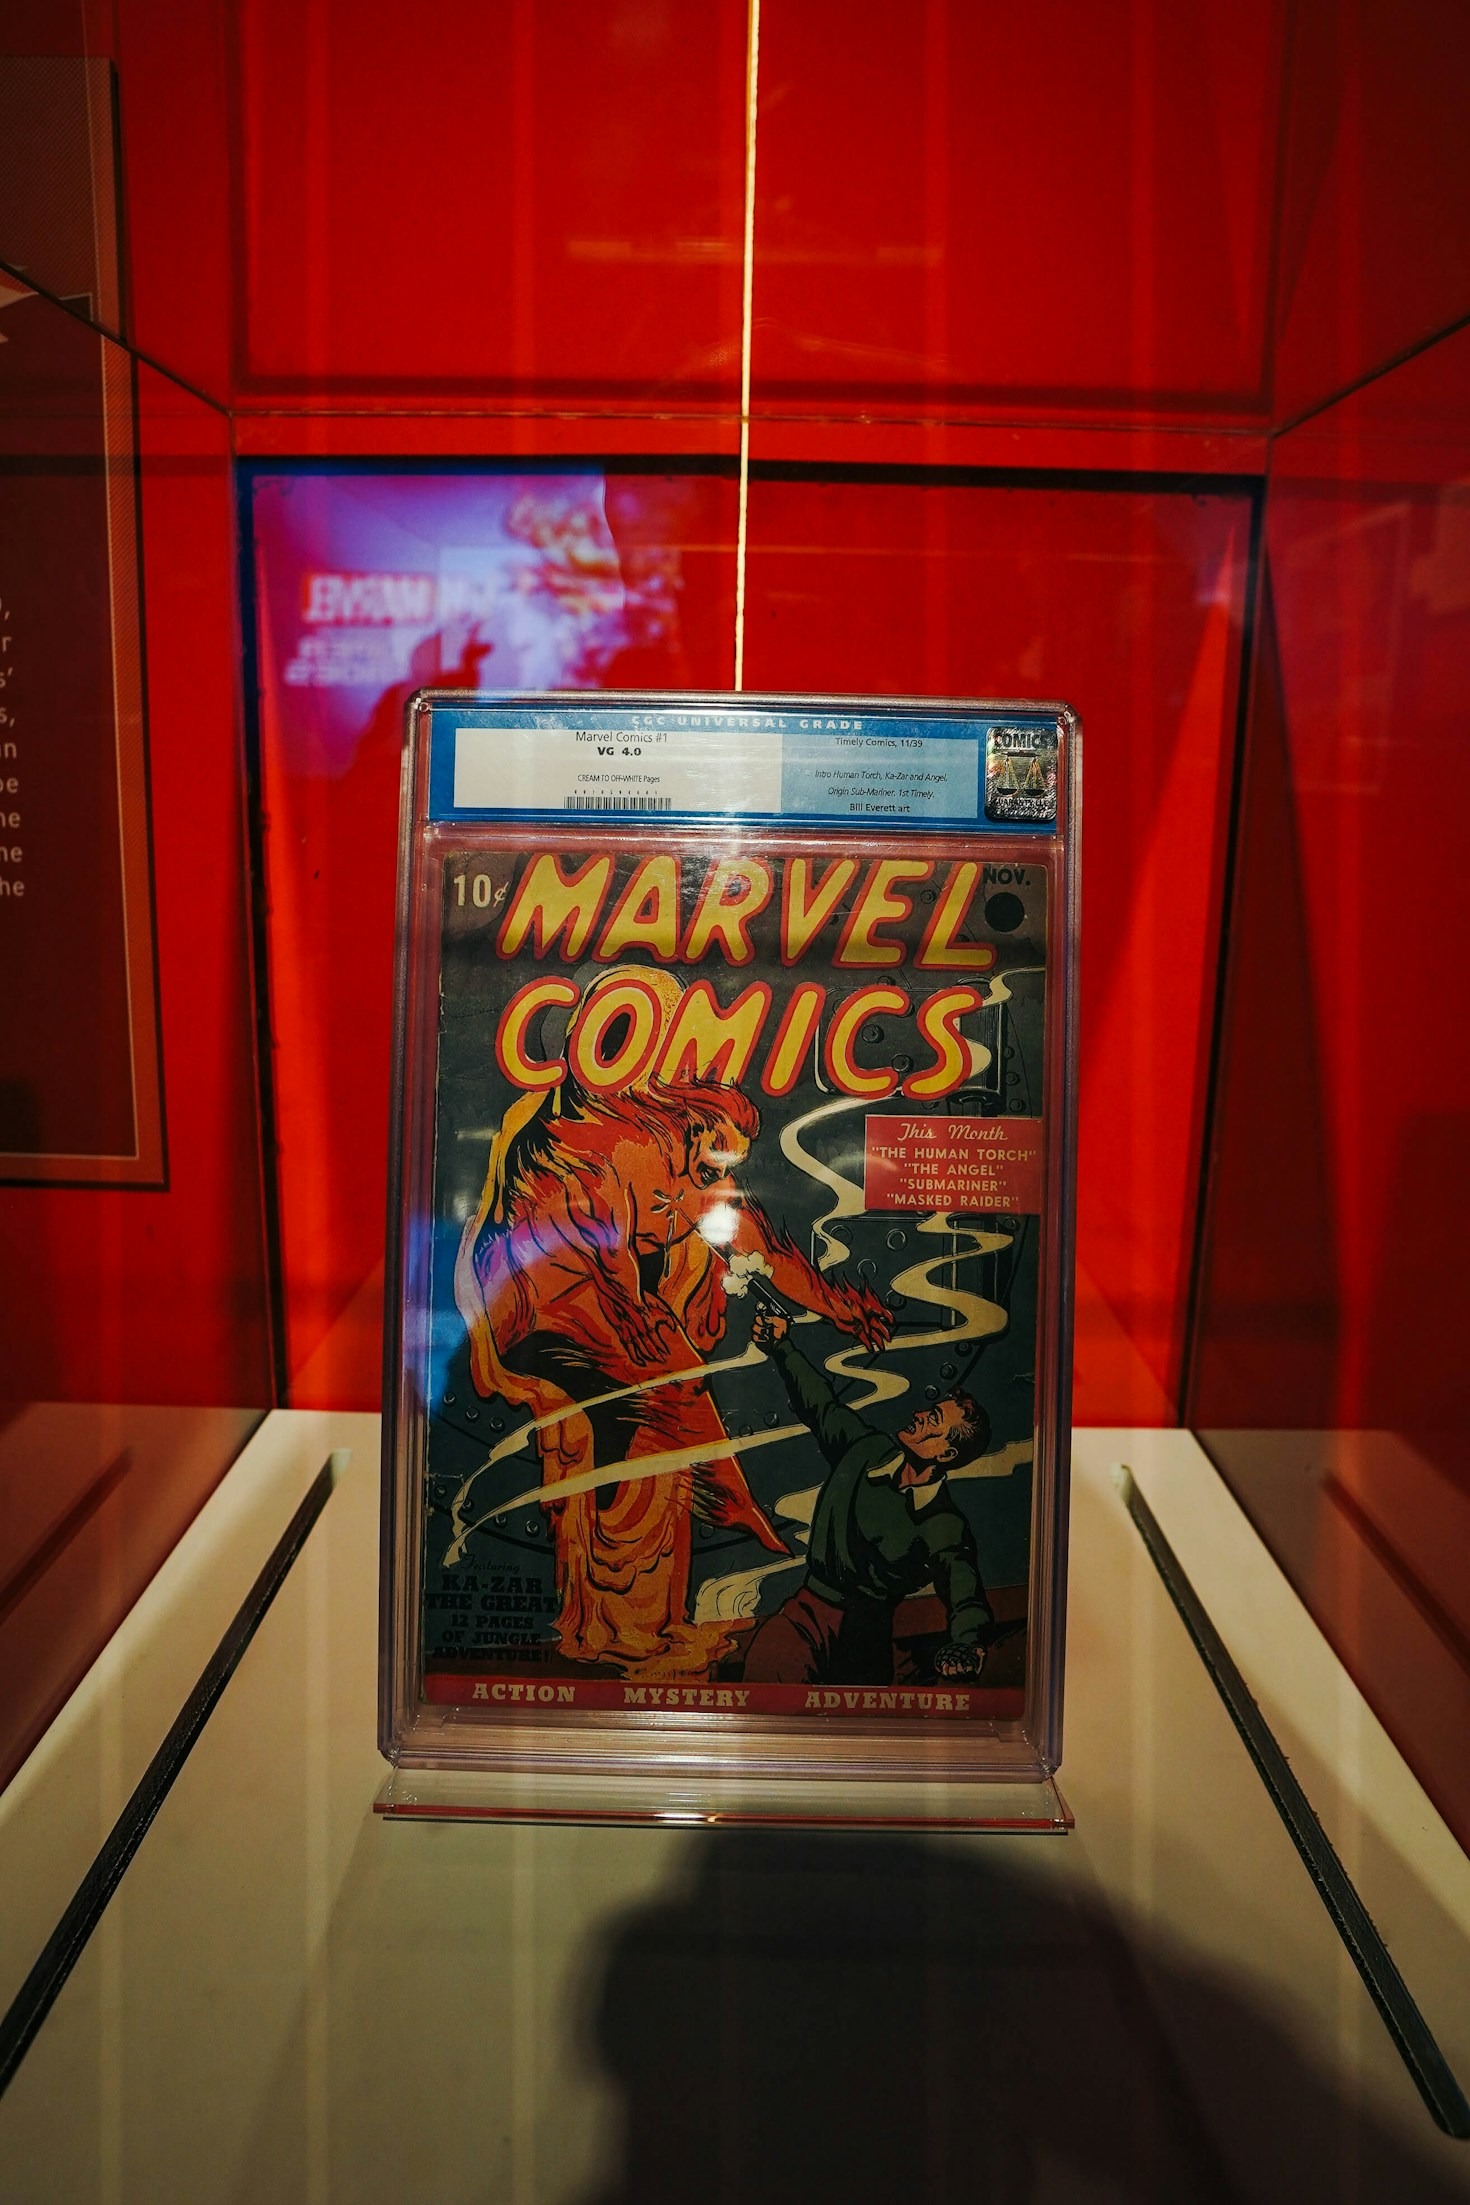 CGC UNIVERSAL GRADE
Marvel Comics #1
VG 4.0
CREAM TO OFF-WHITE Pages
Timely Comics, 11/39
Intro Human Torch, Ka-Zar and Angel,
Origin Sub-Mariner. 1st Timely.
Bill Everett art
COMICS
10¢
MARVEL
NOV.
COMICS
This Month
"THE HUMAN TORCH"
"THE ANGEL"
"SUBMARINER"
"MASKED RAIDER"
Featuring
KA-ZAR
THE GREAT
12 PAGES
OF JUNGLE
ADVENTURE!
ACTION MYSTERY ADVENTURE